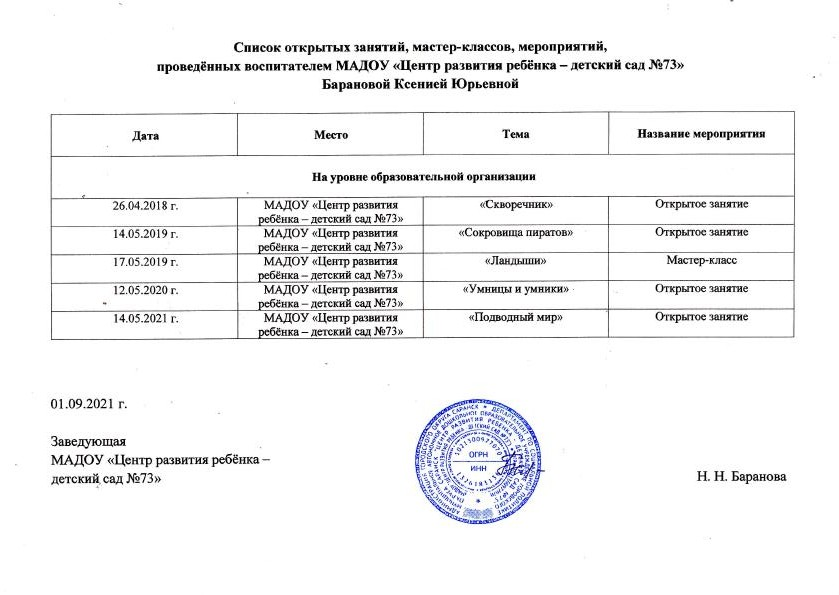 Список открытых занятий, мастер-классов, мероприятий,
проведённых воспитателем МАДОУ «Центр развития ребёнка – детский сад №73»
Барановой Ксенией Юрьевной
Дата Место Тема Название мероприятия
На уровне образовательной организации
26.04.2018 г. МАДОУ «Центр развития «Скворечник» Открытое занятие
ребёнка – детский сад №73»
14.05.2019 г. МАДОУ «Центр развития «Сокровища пиратов» Открытое занятие
ребёнка – детский сад №73»
17.05.2019 г. МАДОУ «Центр развития «Ландыши» Мастер-класс
ребёнка – детский сад №73»
12.05.2020 г. МАДОУ «Центр развития «Умницы и умники» Открытое занятие
ребёнка – детский сад №73»
14.05.2021 г. МАДОУ «Центр развития «Подводный мир» Открытое занятие
ребёнка – детский сад №73»
01.09.2021 г.
Заведующая
МАДОУ «Центр развития ребёнка –
детский сад №73»
ОГРН
ИНН
Н. Н. Баранова